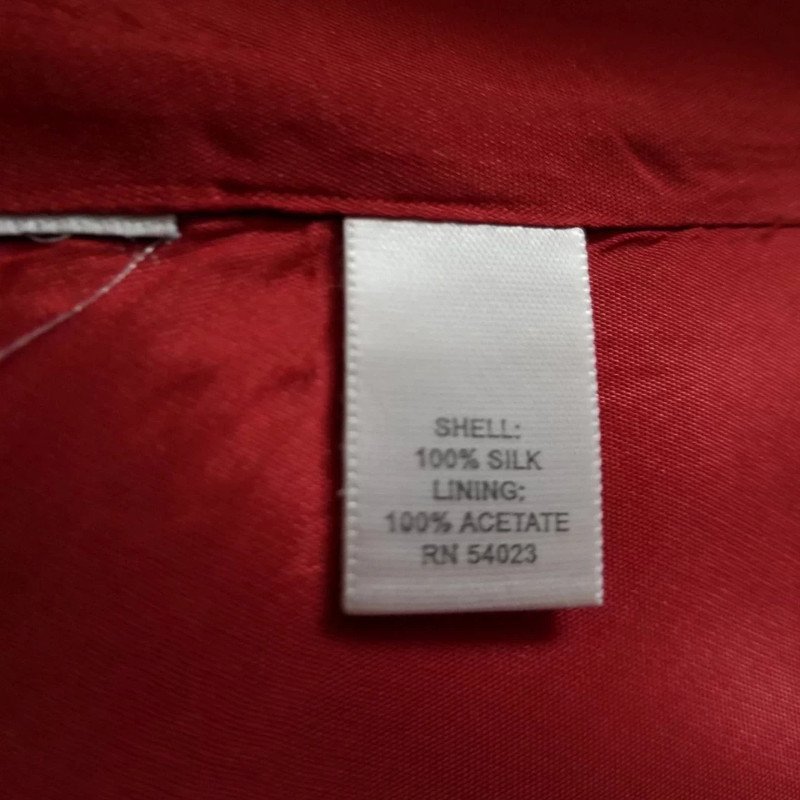 SHELL:
100% SILK
LINING:
100% ACETATE
RN 54023